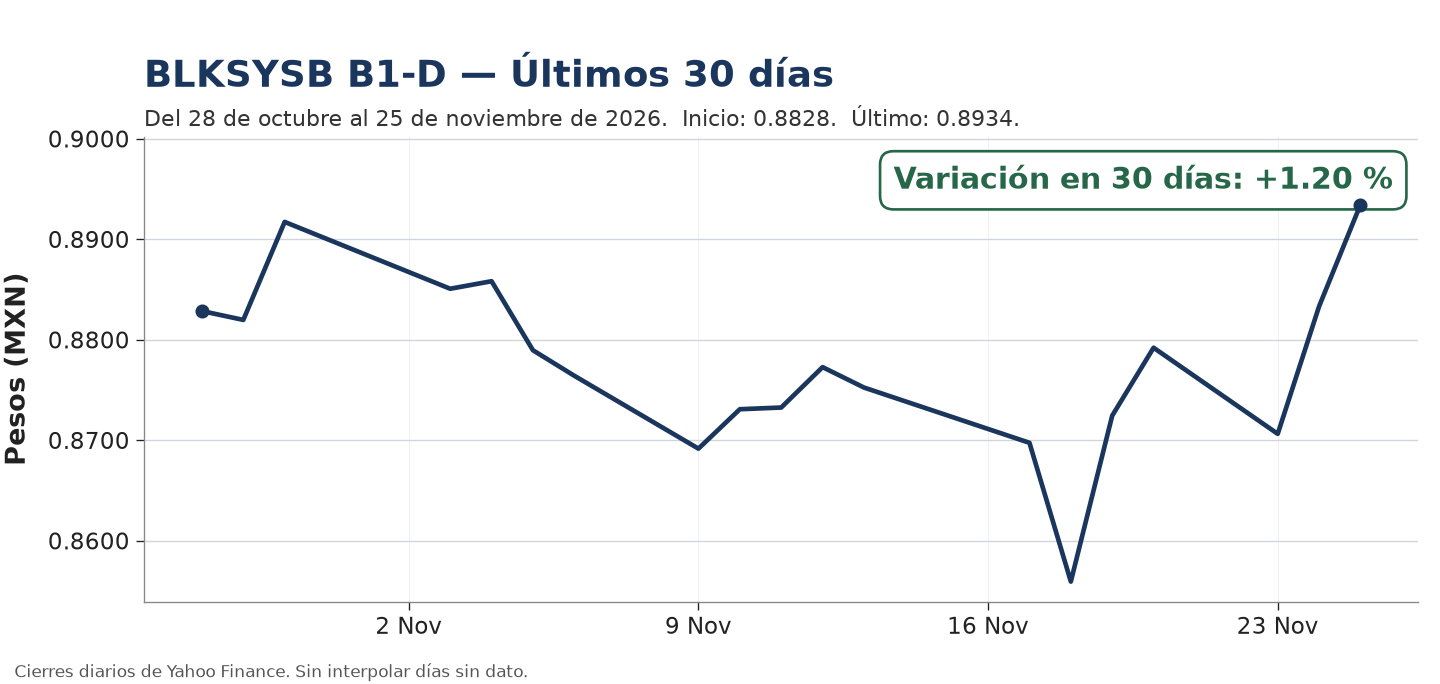 BLKSYSB B1-D — Últimos 30 días
Del 28 de octubre al 25 de noviembre de 2026.  Inicio: 0.8828.  Último: 0.8934.
Variación en 30 días: +1.20 %
Pesos (MXN)
0.9000
0.8900
0.8800
0.8700
0.8600
2 Nov
9 Nov
16 Nov
23 Nov
Cierres diarios de Yahoo Finance. Sin interpolar días sin dato.